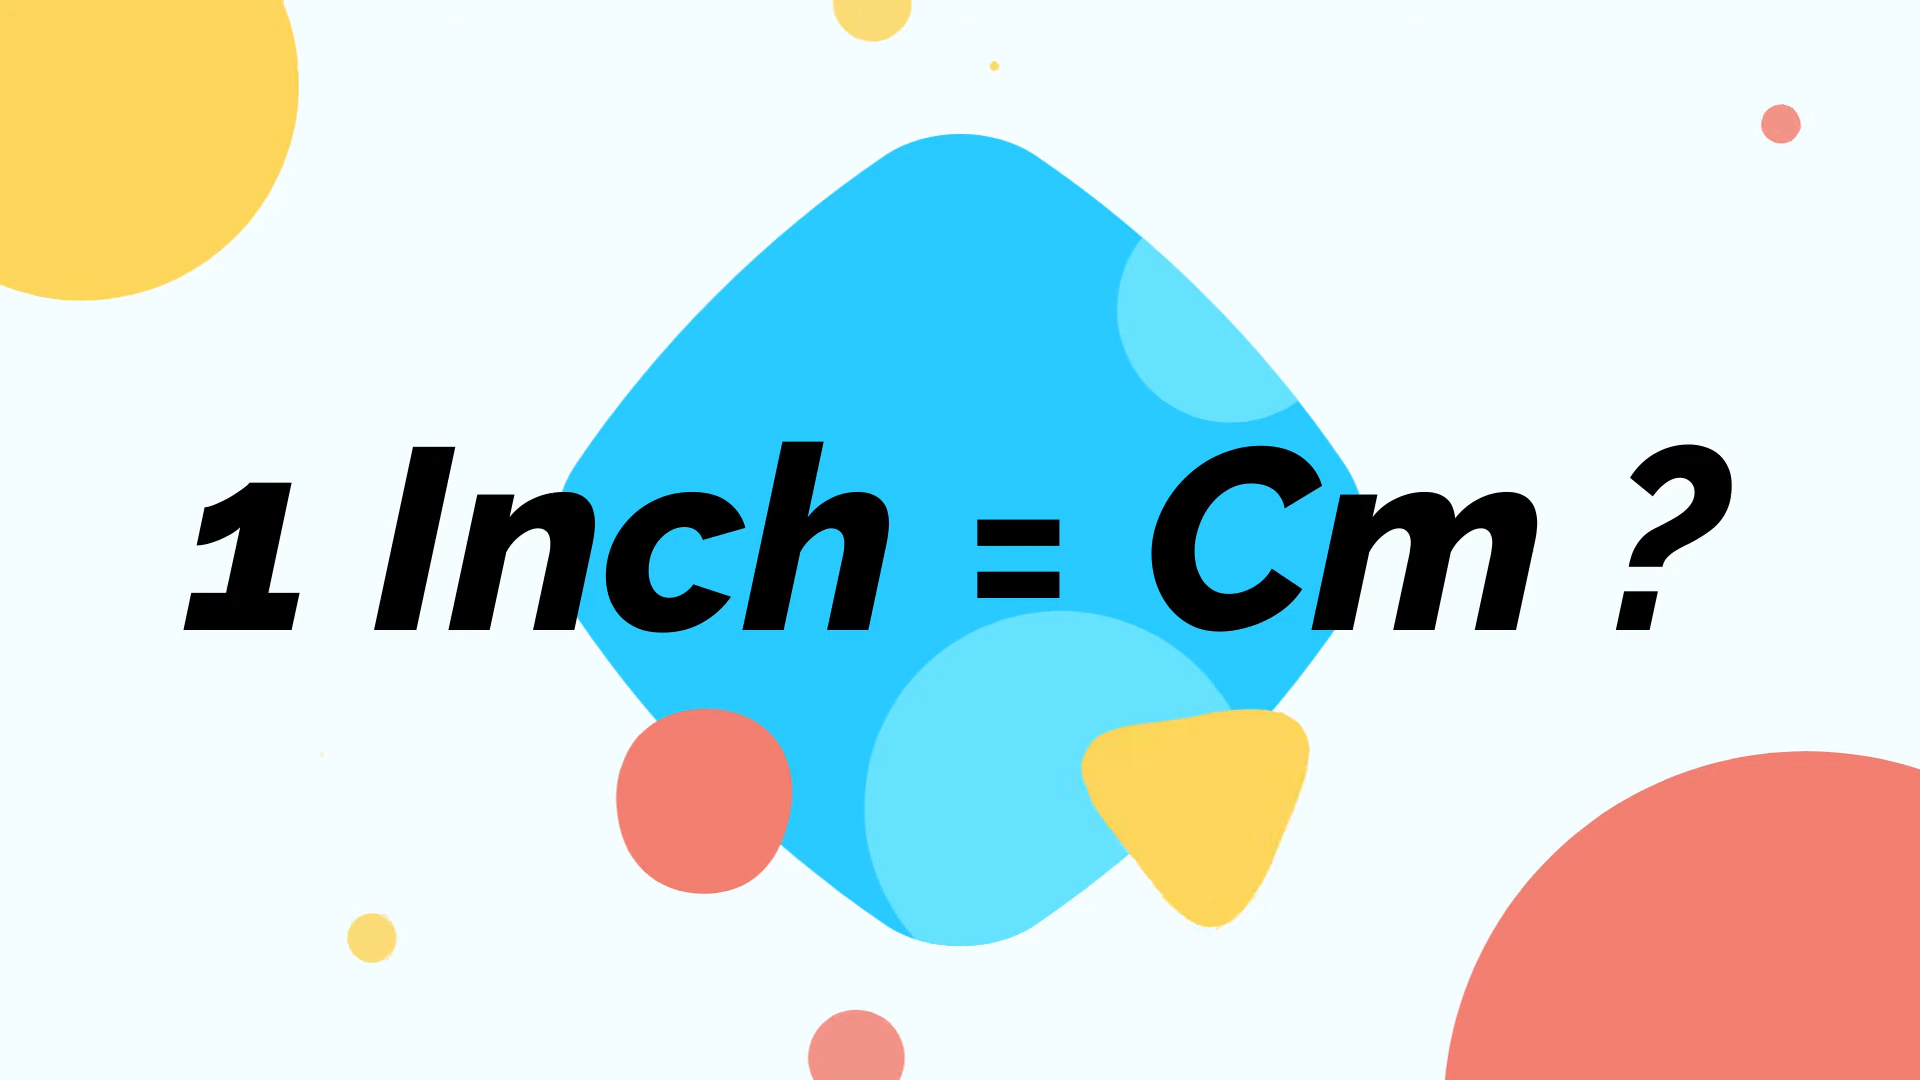 1 Inch = Cm ?